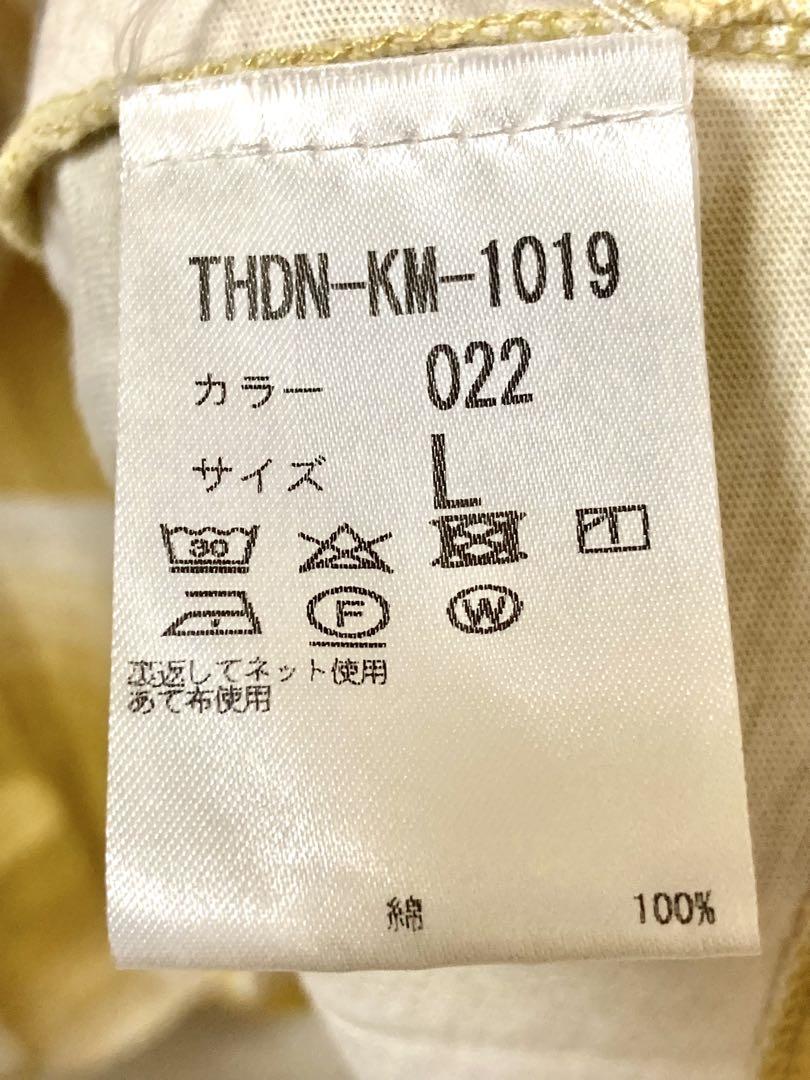 THDN-KM-1019
カラー 022
サイズ L
30
F W
裏返してネット使用
あて布使用
綿 100%